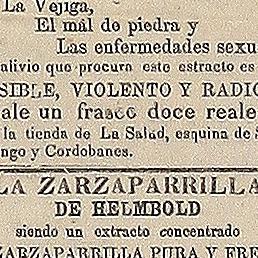 La Vejiga,
El mál de piedra y
Las enfermedades sexu
alivio que procura este extracto es
SIBLE, VIOLENTO Y RADIC
ale un frasco doce reale
la tienda de La Salud, esquina de S
ngo y Cordobanes.
LA ZARZAPARRILLA
DE HELMBOLD
siendo un extracto concentrado
ZARZAPARRILLA PURA Y FRE